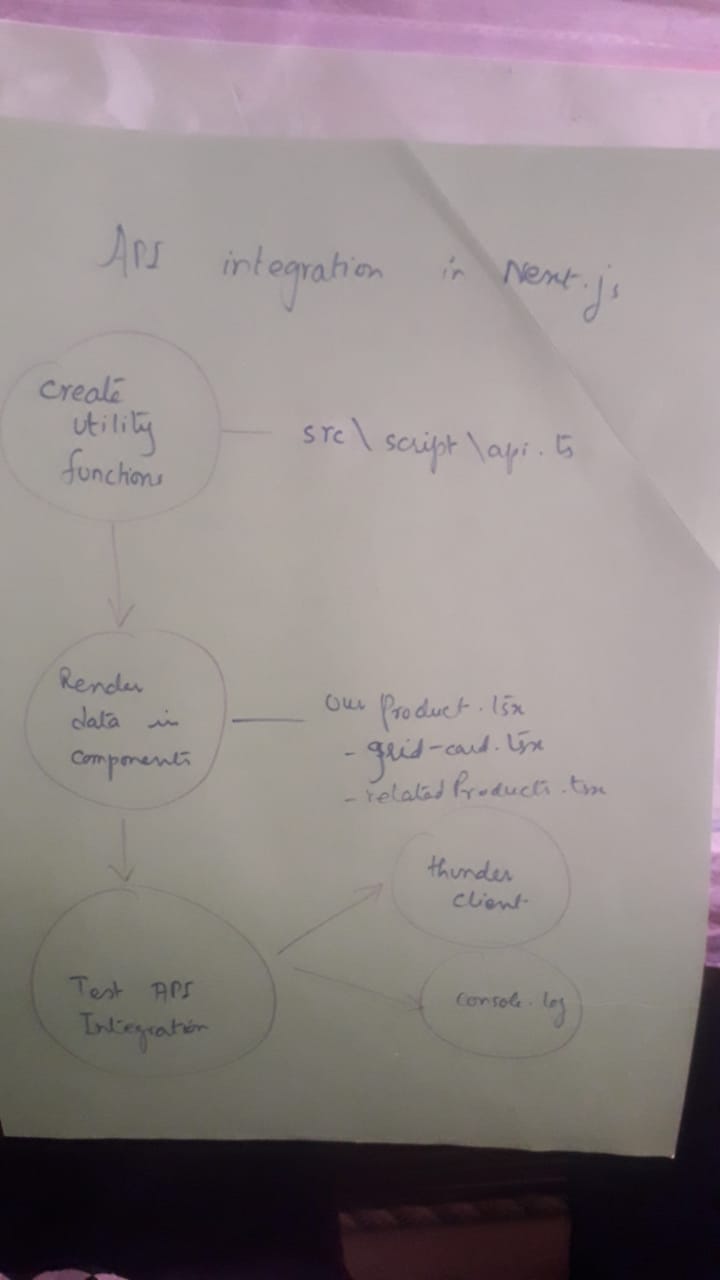 API integration in Next.js
Create
utility
functions
src\script\api.ts
Render
data in
components
Our Product.tsx
- grid-card.tsx
- related Products.tsx
thunder
client
Test API
Integration
console.log